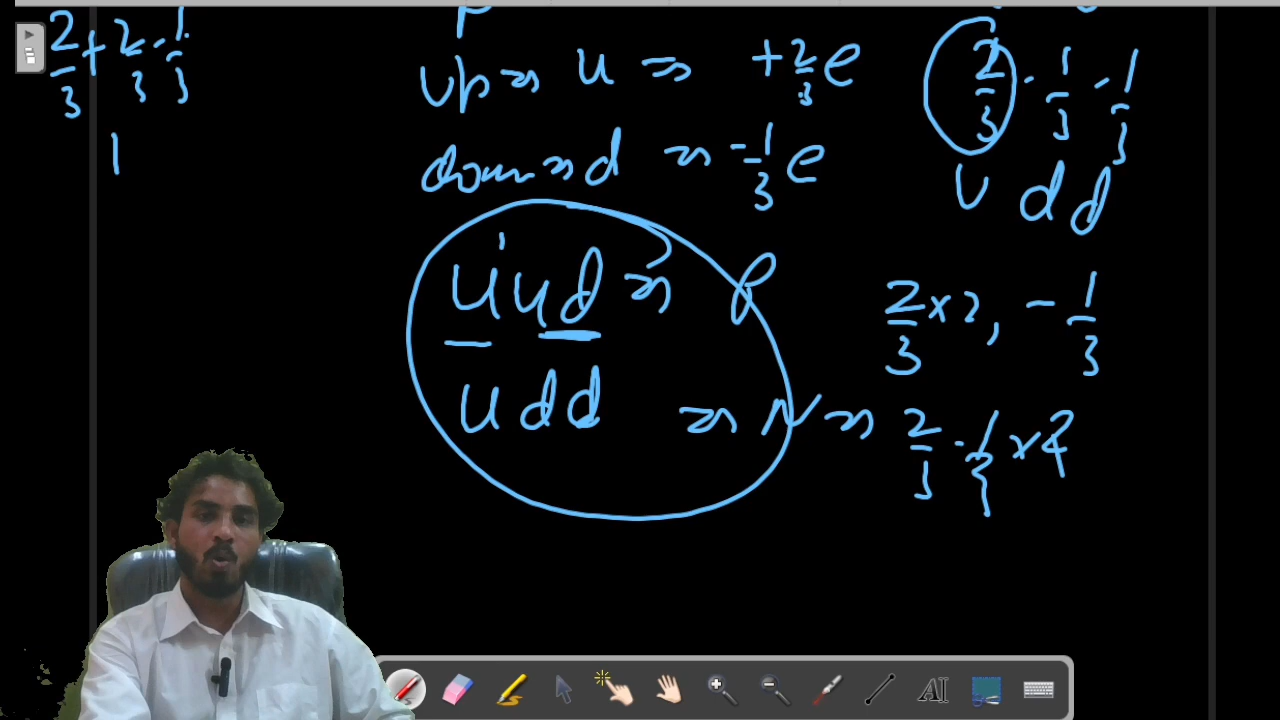 2/3 + 2/3 - 1/3
1
up ⇒ u ⇒ +2/3 e
down ⇒ d ⇒ -1/3 e
2/3 - 1/3 - 1/3
u d d
uud ⇒ p
2/3 × 2, - 1/3
udd ⇒ N ⇒ 2/3 - 1/3 × 2
AI